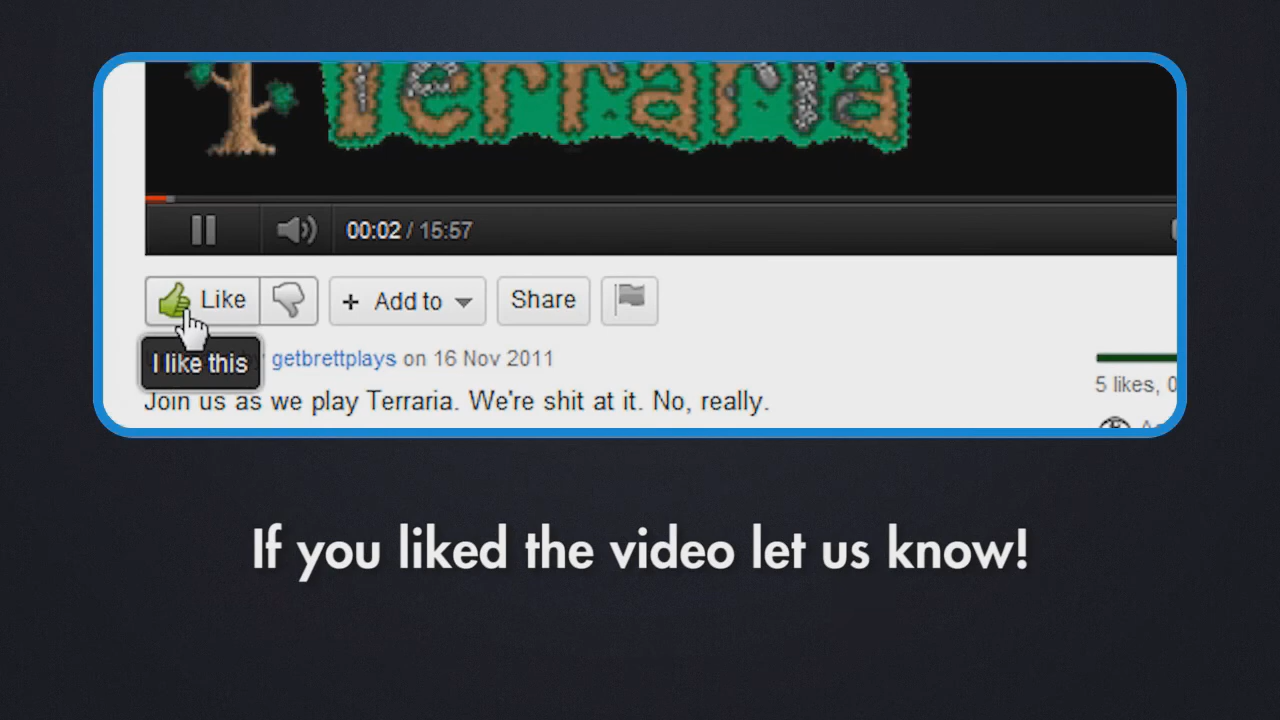 Terraria
00:02 / 15:57
Like
+ Add to
Share
I like this
getbrettplays on 16 Nov 2011
5 likes, 0
Join us as we play Terraria. We're shit at it. No, really.
If you liked the video let us know!